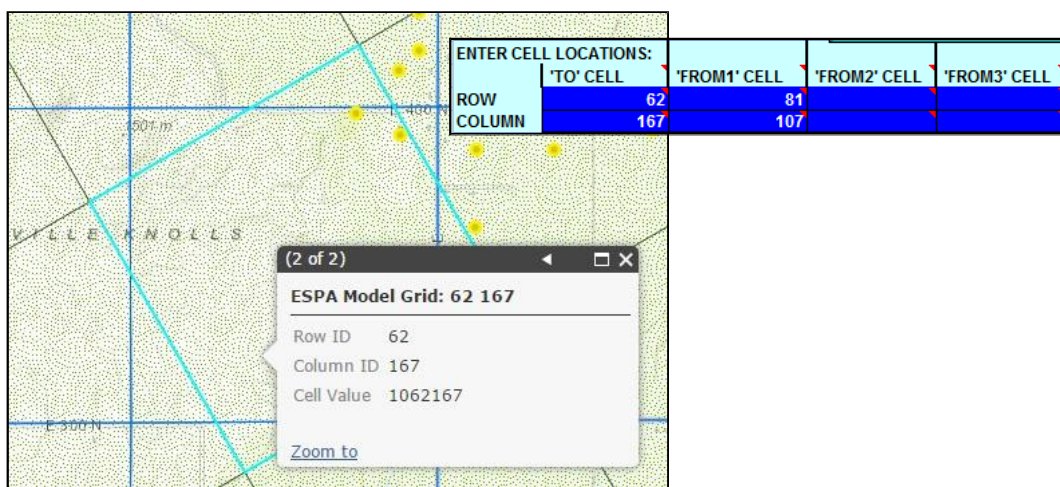 1501 m
400 N
VILLE KNOLLS
E 300 N
(2 of 2)
ESPA Model Grid: 62 167
Row ID 62
Column ID 167
Cell Value 1062167
Zoom to
ENTER CELL LOCATIONS:
'TO' CELL 'FROM1' CELL 'FROM2' CELL 'FROM3' CELL
ROW 62 81
COLUMN 167 107